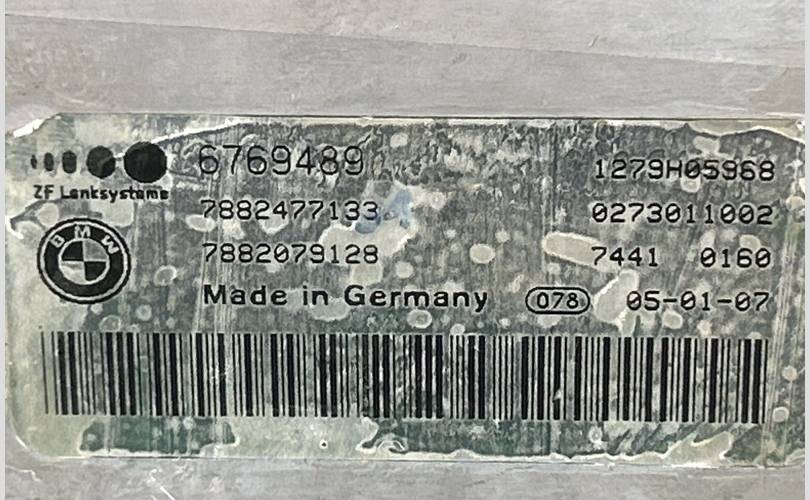 6769489 1279H05968
ZF Lenksysteme
7882477133 0273011002
BMW
7882079128 7441 0160
Made in Germany 078 05-01-07